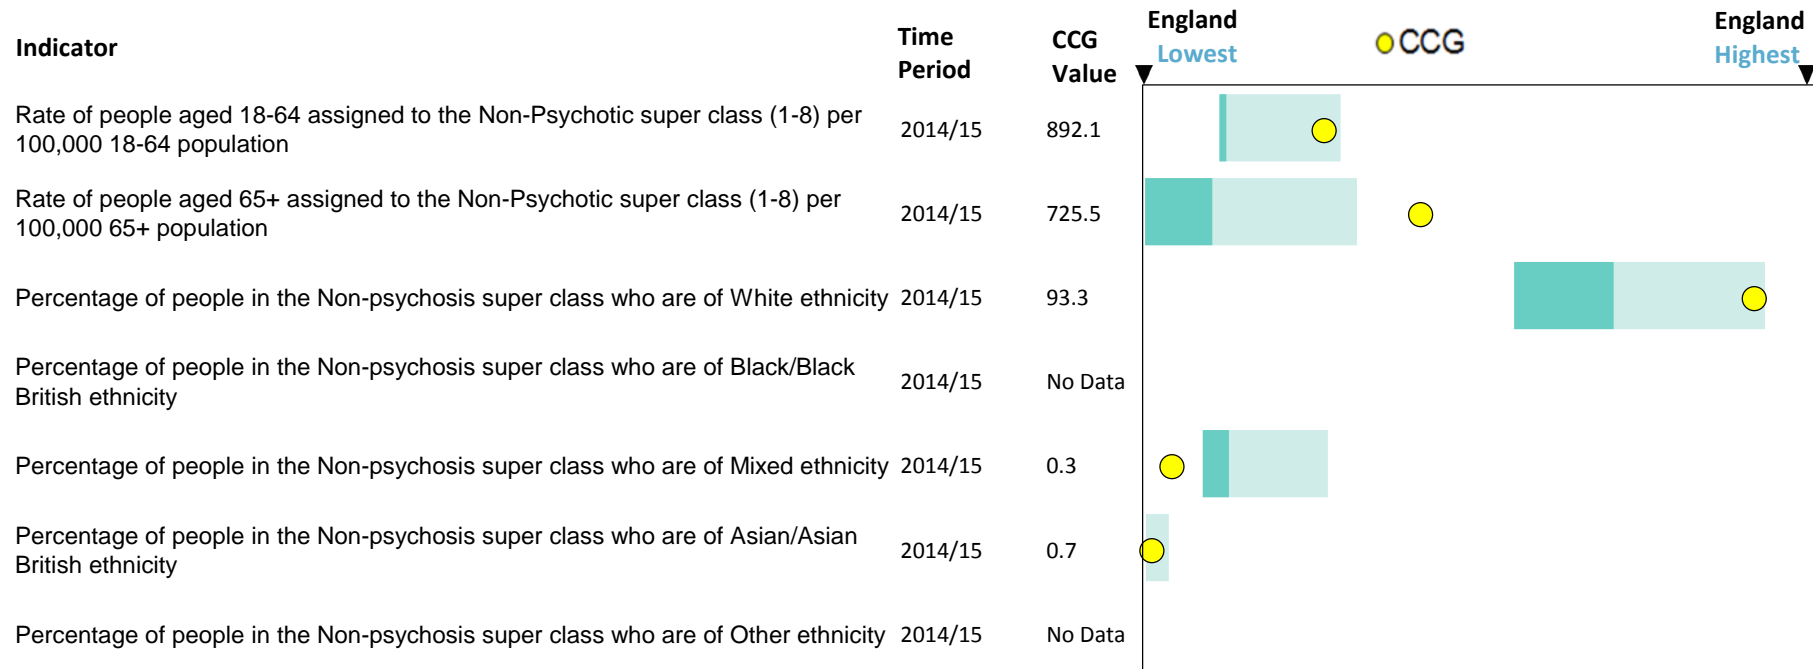 Indicator
Time Period
CCG Value
England Lowest
CCG
England Highest
Rate of people aged 18-64 assigned to the Non-Psychotic super class (1-8) per
100,000 18-64 population
2014/15
892.1
Rate of people aged 65+ assigned to the Non-Psychotic super class (1-8) per
100,000 65+ population
2014/15
725.5
Percentage of people in the Non-psychosis super class who are of White ethnicity
2014/15
93.3
Percentage of people in the Non-psychosis super class who are of Black/Black
British ethnicity
2014/15
No Data
Percentage of people in the Non-psychosis super class who are of Mixed ethnicity
2014/15
0.3
Percentage of people in the Non-psychosis super class who are of Asian/Asian
British ethnicity
2014/15
0.7
Percentage of people in the Non-psychosis super class who are of Other ethnicity
2014/15
No Data